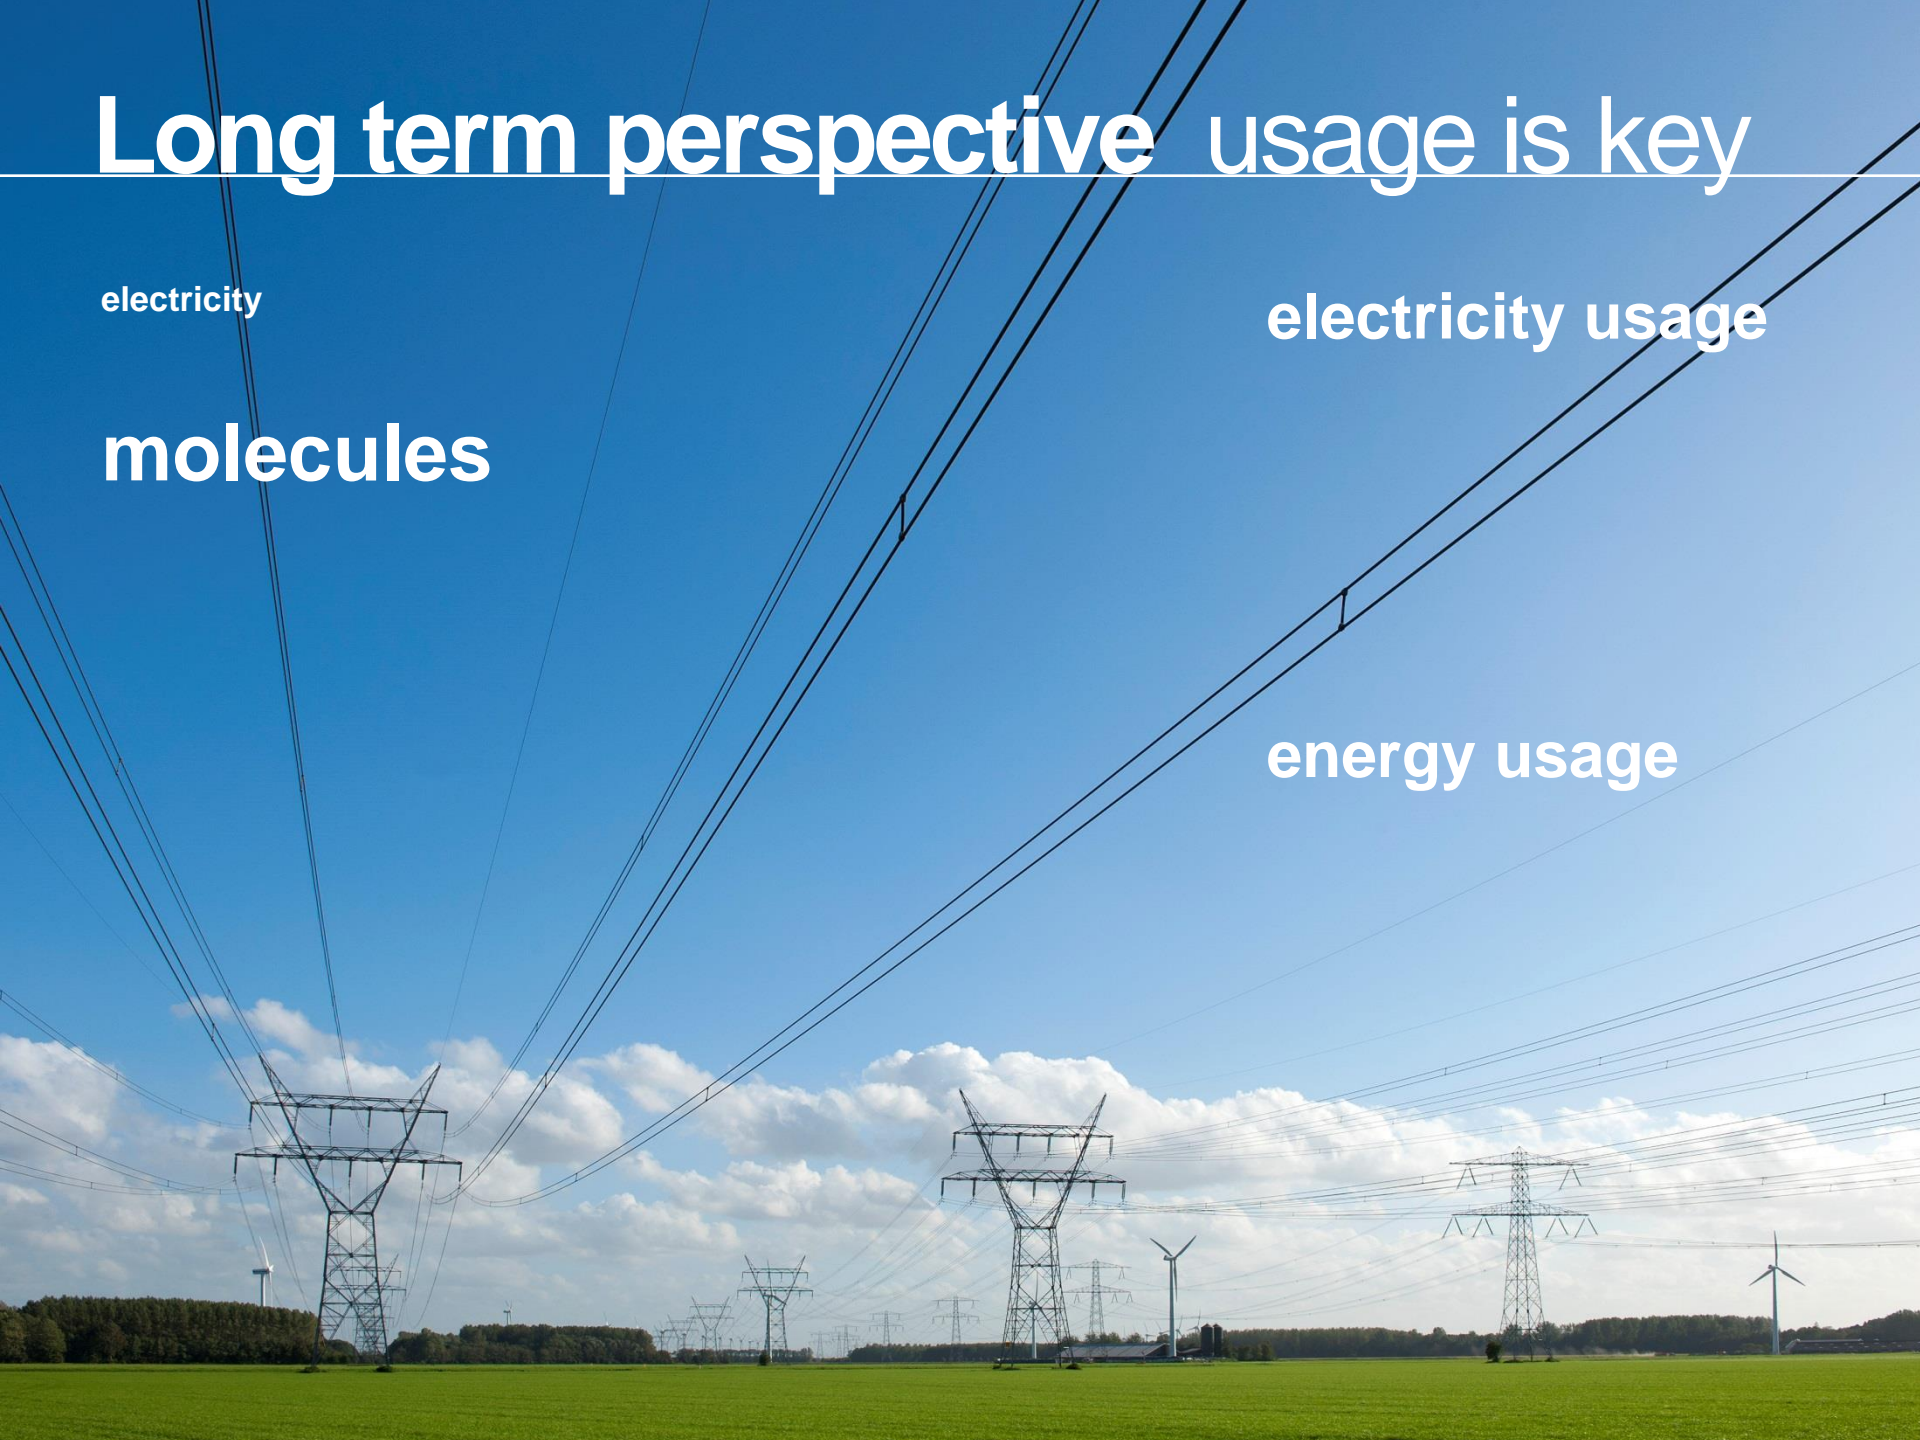 Long term perspective usage is key
electricity
electricity usage
molecules
energy usage